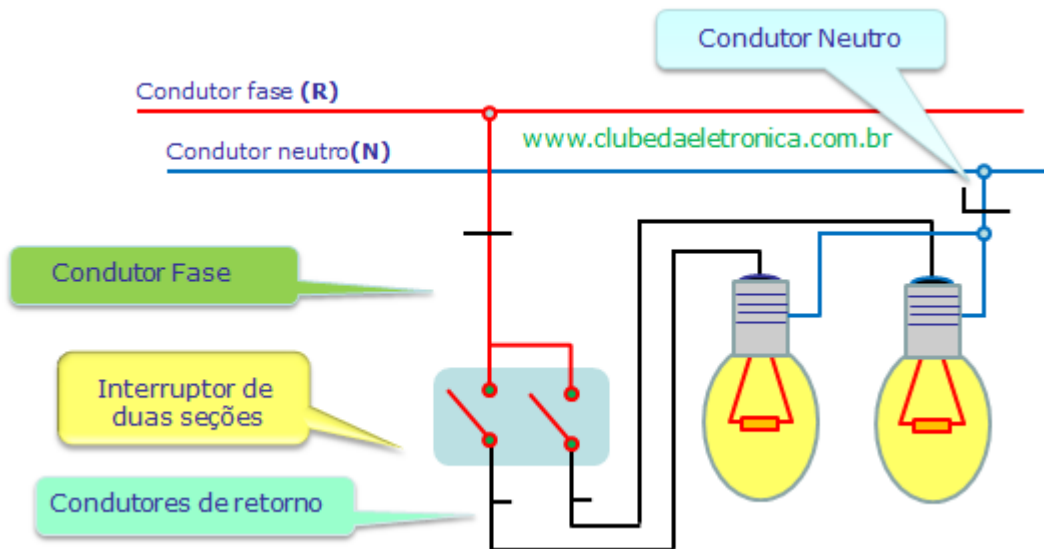 Condutor Neutro
Condutor fase (R)
www.clubedaeletronica.com.br
Condutor neutro(N)
Condutor Fase
Interruptor de
duas seções
Condutores de retorno